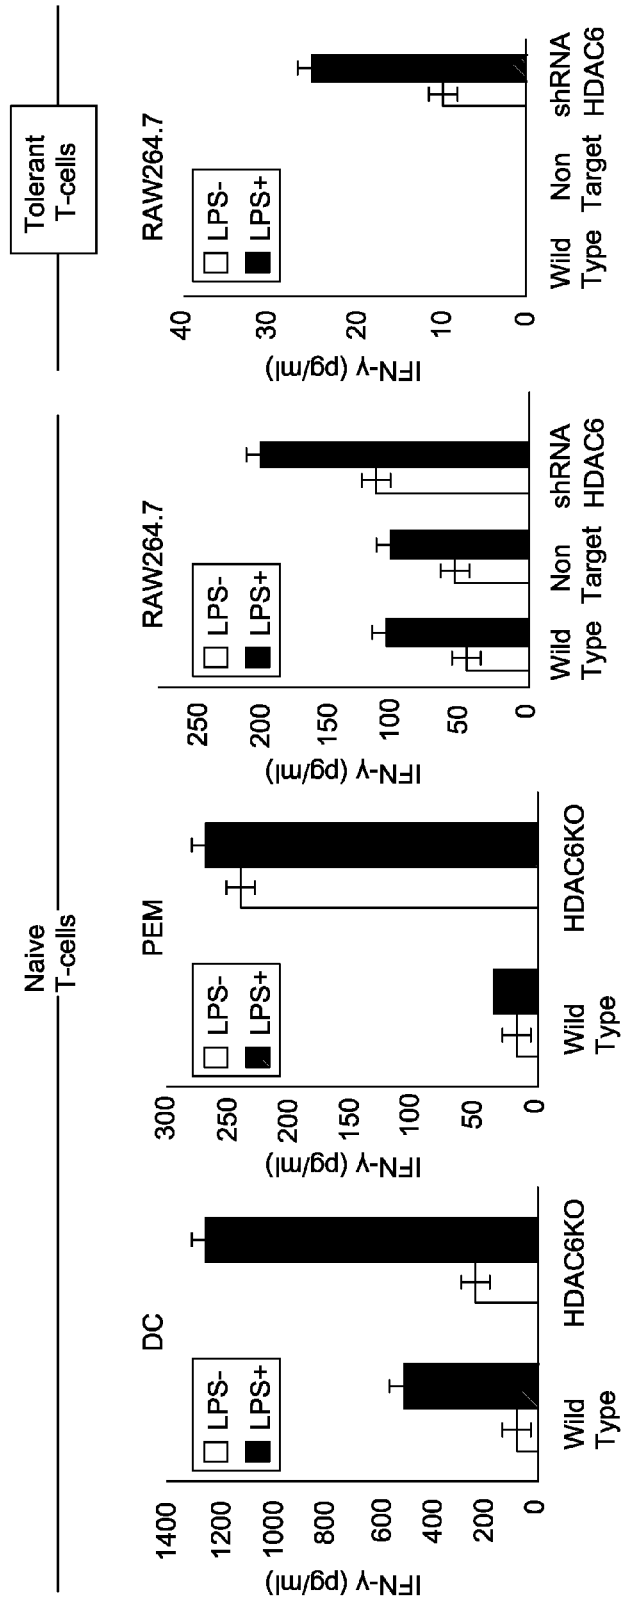 Naive
T-cells
DC
LPS-
LPS+
IFN-γ (pg/ml)
1400
1200
1000
800
600
400
200
0
Wild
Type
HDAC6KO
PEM
LPS-
LPS+
IFN-γ (pg/ml)
300
250
200
150
100
50
0
Wild
Type
HDAC6KO
RAW264.7
LPS-
LPS+
IFN-γ (pg/ml)
250
200
150
100
50
0
Wild
Type
Non
Target
shRNA
HDAC6
Tolerant
T-cells
RAW264.7
LPS-
LPS+
IFN-γ (pg/ml)
40
30
20
10
0
Wild
Type
Non
Target
shRNA
HDAC6